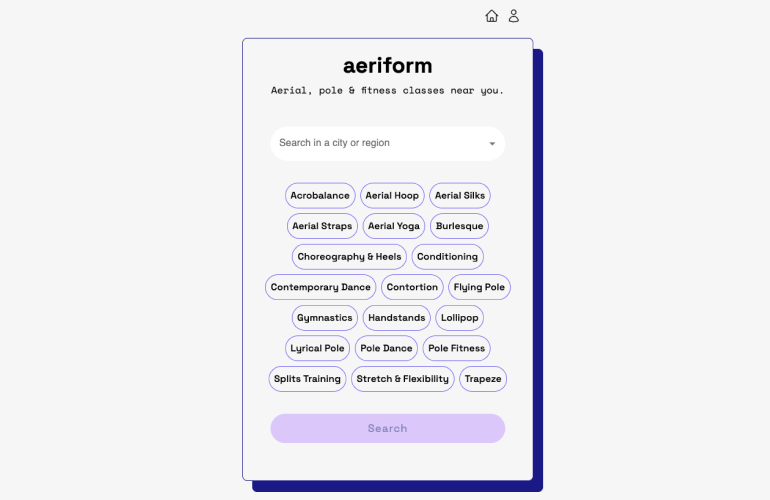 aeriform
Aerial, pole & fitness classes near you.
Search in a city or region
Acrobalance Aerial Hoop Aerial Silks
Aerial Straps Aerial Yoga Burlesque
Choreography & Heels Conditioning
Contemporary Dance Contortion Flying Pole
Gymnastics Handstands Lollipop
Lyrical Pole Pole Dance Pole Fitness
Splits Training Stretch & Flexibility Trapeze
Search